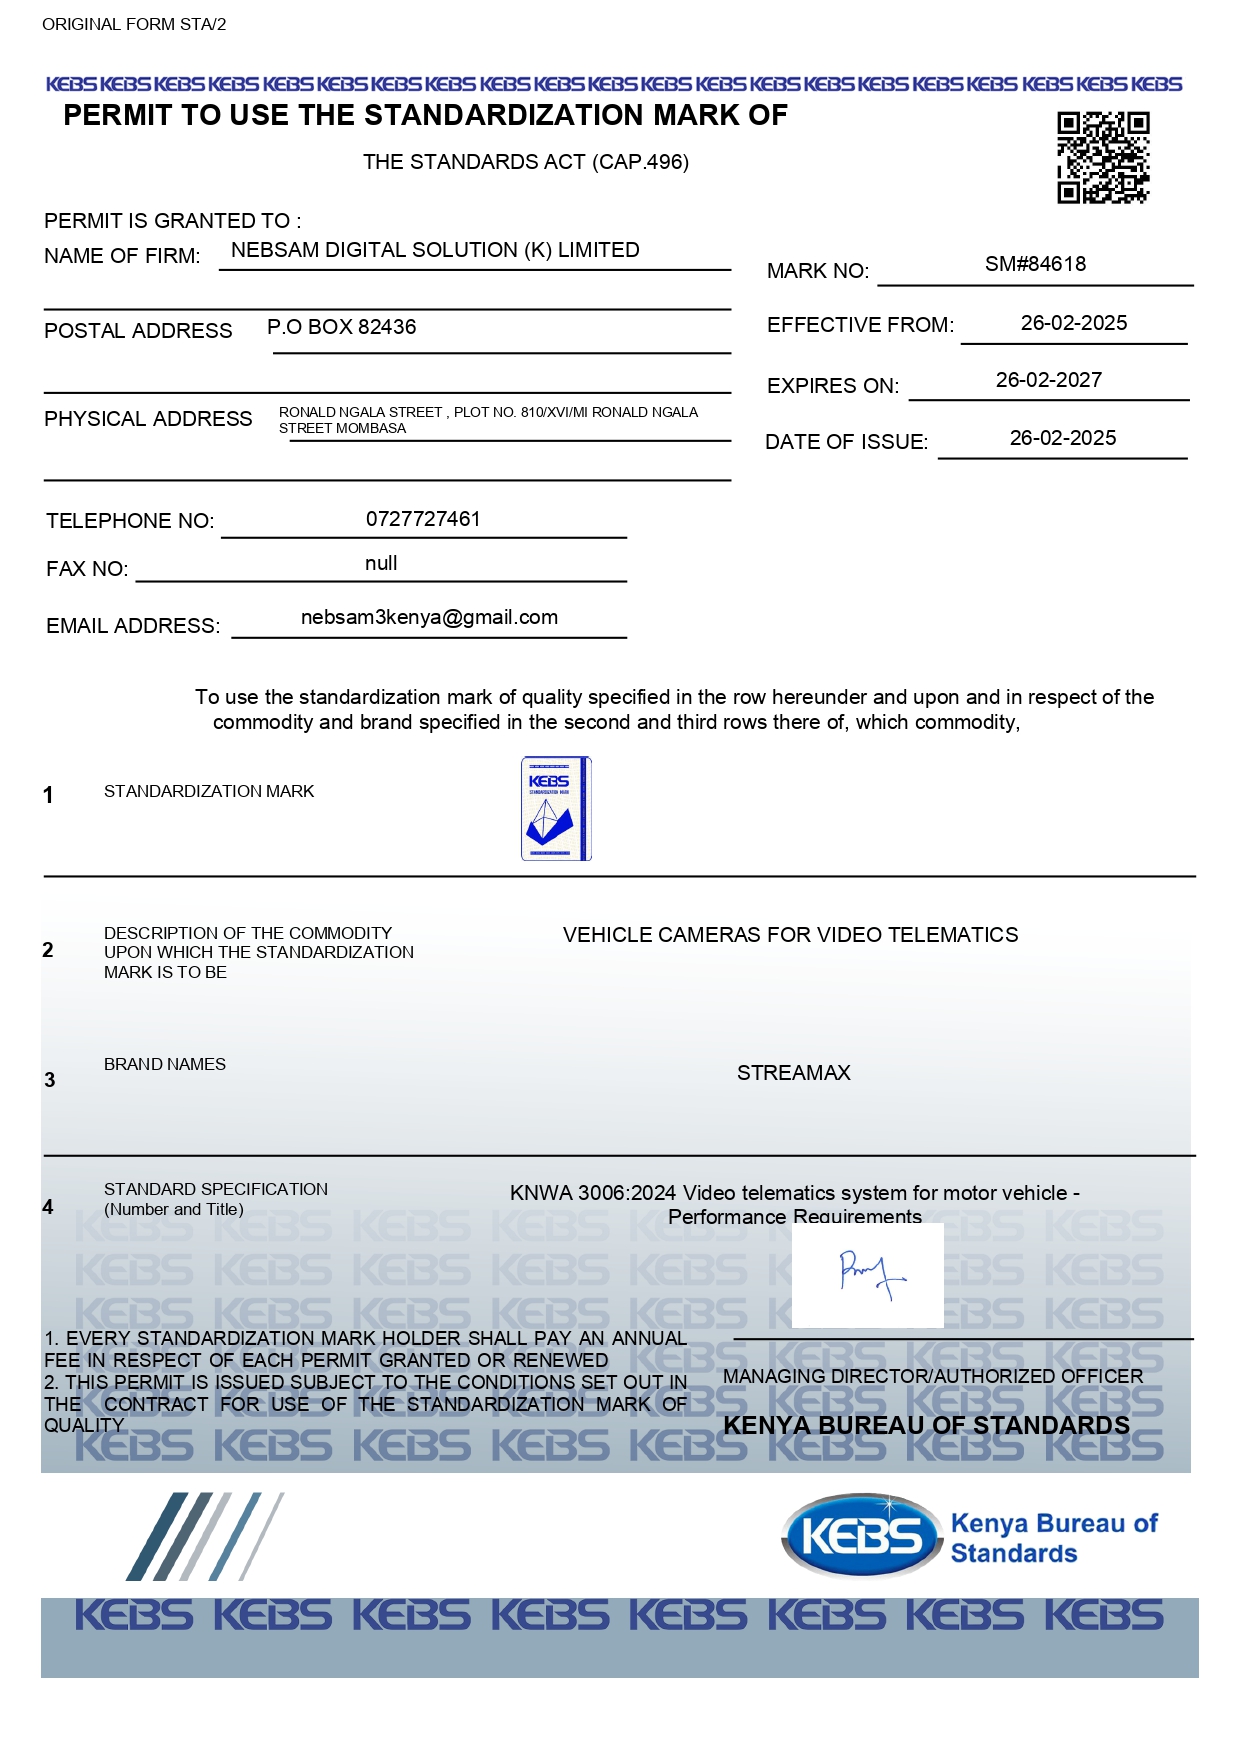 ORIGINAL FORM STA/2
KEBS KEBS KEBS KEBS KEBS KEBS KEBS KEBS KEBS KEBS KEBS KEBS KEBS KEBS KEBS KEBS KEBS KEBS KEBS KEBS KEBS
PERMIT TO USE THE STANDARDIZATION MARK OF
THE STANDARDS ACT (CAP.496)
PERMIT IS GRANTED TO :
NAME OF FIRM: NEBSAM DIGITAL SOLUTION (K) LIMITED
MARK NO: SM#84618
POSTAL ADDRESS P.O BOX 82436
EFFECTIVE FROM: 26-02-2025
EXPIRES ON: 26-02-2027
PHYSICAL ADDRESS RONALD NGALA STREET , PLOT NO. 810/XVI/MI RONALD NGALA
STREET MOMBASA
DATE OF ISSUE: 26-02-2025
TELEPHONE NO: 0727727461
FAX NO: null
EMAIL ADDRESS: nebsam3kenya@gmail.com
To use the standardization mark of quality specified in the row hereunder and upon and in respect of the
commodity and brand specified in the second and third rows there of, which commodity,
1 STANDARDIZATION MARK
KEBS
STANDARDIZATION MARK
2 DESCRIPTION OF THE COMMODITY
UPON WHICH THE STANDARDIZATION
MARK IS TO BE
VEHICLE CAMERAS FOR VIDEO TELEMATICS
3 BRAND NAMES
STREAMAX
4 STANDARD SPECIFICATION
(Number and Title)
KNWA 3006:2024 Video telematics system for motor vehicle -
Performance Requirements
1. EVERY STANDARDIZATION MARK HOLDER SHALL PAY AN ANNUAL
FEE IN RESPECT OF EACH PERMIT GRANTED OR RENEWED
2. THIS PERMIT IS ISSUED SUBJECT TO THE CONDITIONS SET OUT IN
THE CONTRACT FOR USE OF THE STANDARDIZATION MARK OF
QUALITY
MANAGING DIRECTOR/AUTHORIZED OFFICER
KENYA BUREAU OF STANDARDS
KEBS KEBS KEBS KEBS KEBS KEBS KEBS KEBS
KEBS
Kenya Bureau of
Standards
KEBS KEBS KEBS KEBS KEBS KEBS KEBS KEBS